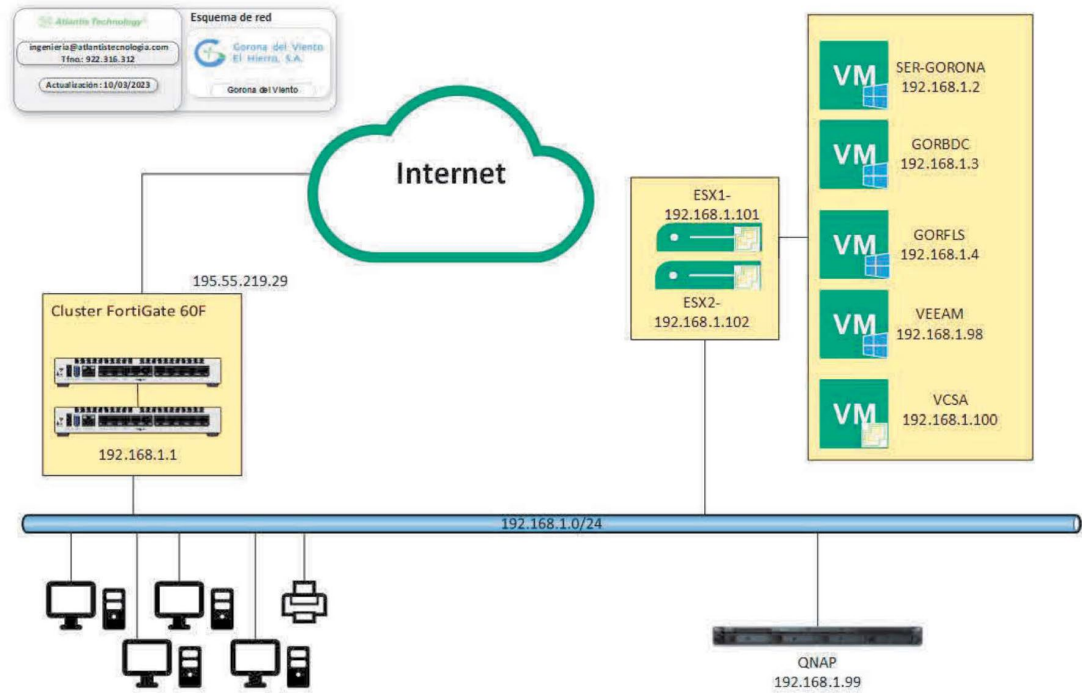 Atlantis Technology
ingenieria@atlantistecnologia.com
Tfno.: 922.316.312
Actualización: 10/03/2023
Esquema de red
Gorona del Viento
El Hierro, S.A.
Gorona del Viento
Internet
195.55.219.29
Cluster FortiGate 60F
192.168.1.1
ESX1-
192.168.1.101
ESX2-
192.168.1.102
VM
SER-GORONA
192.168.1.2
VM
GORBDC
192.168.1.3
VM
GORFLS
192.168.1.4
VM
VEEAM
192.168.1.98
VM
VCSA
192.168.1.100
192.168.1.0/24
QNAP
192.168.1.99